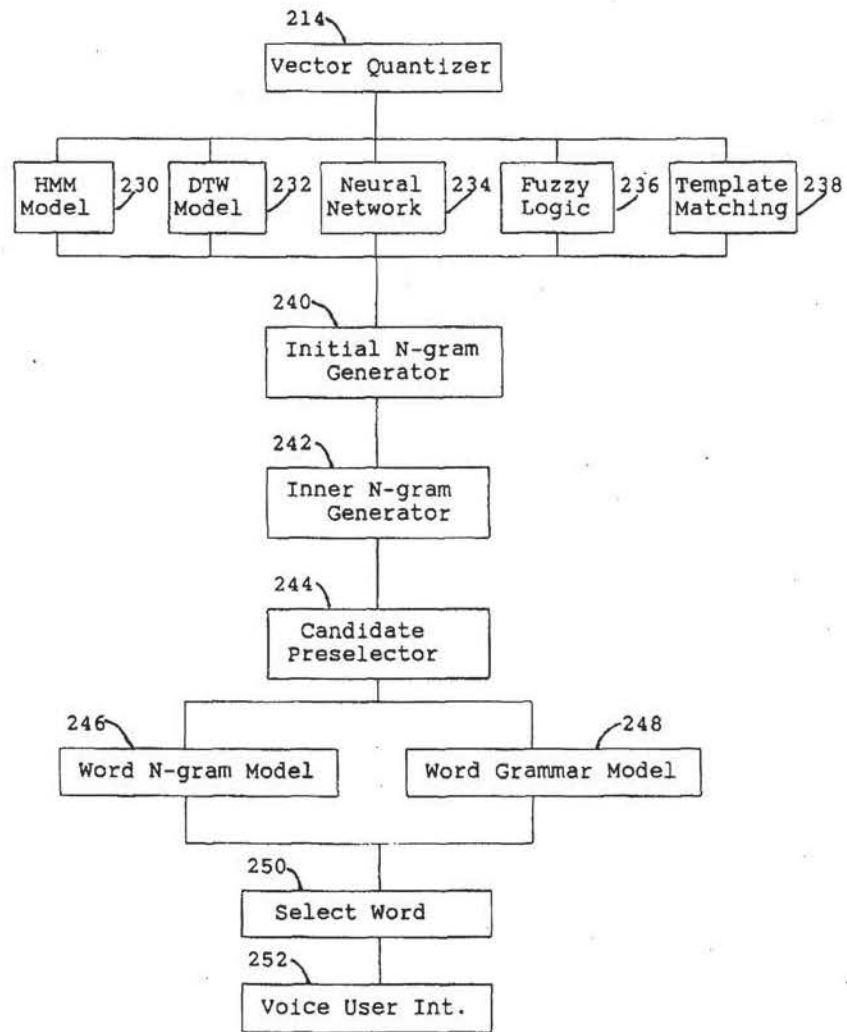 214
Vector Quantizer
HMM
Model
230
DTW
Model
232
Neural
Network
234
Fuzzy
Logic
236
Template
Matching
238
240
Initial N-gram
Generator
242
Inner N-gram
Generator
244
Candidate
Preselector
246
Word N-gram Model
248
Word Grammar Model
250
Select Word
252
Voice User Int.